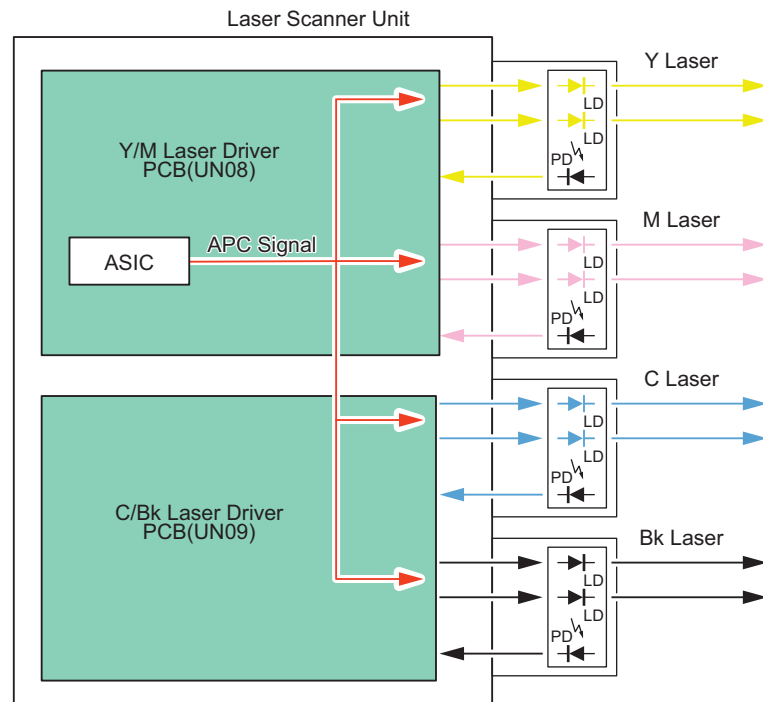 Laser Scanner Unit
Y/M Laser Driver
PCB(UN08)
ASIC
APC Signal
C/Bk Laser Driver
PCB(UN09)
Y Laser
LD
LD
PD
M Laser
LD
LD
PD
C Laser
LD
LD
PD
Bk Laser
LD
LD
PD